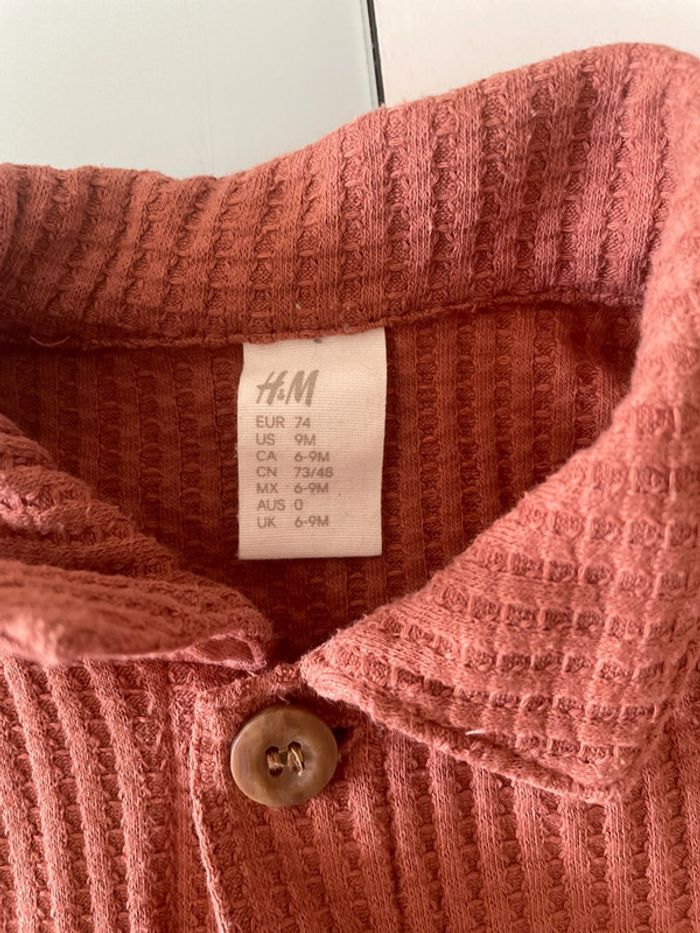 H&M
EUR 74
US 9M
CA 6-9M
CN 73/48
MX 6-9M
AUS 0
UK 6-9M